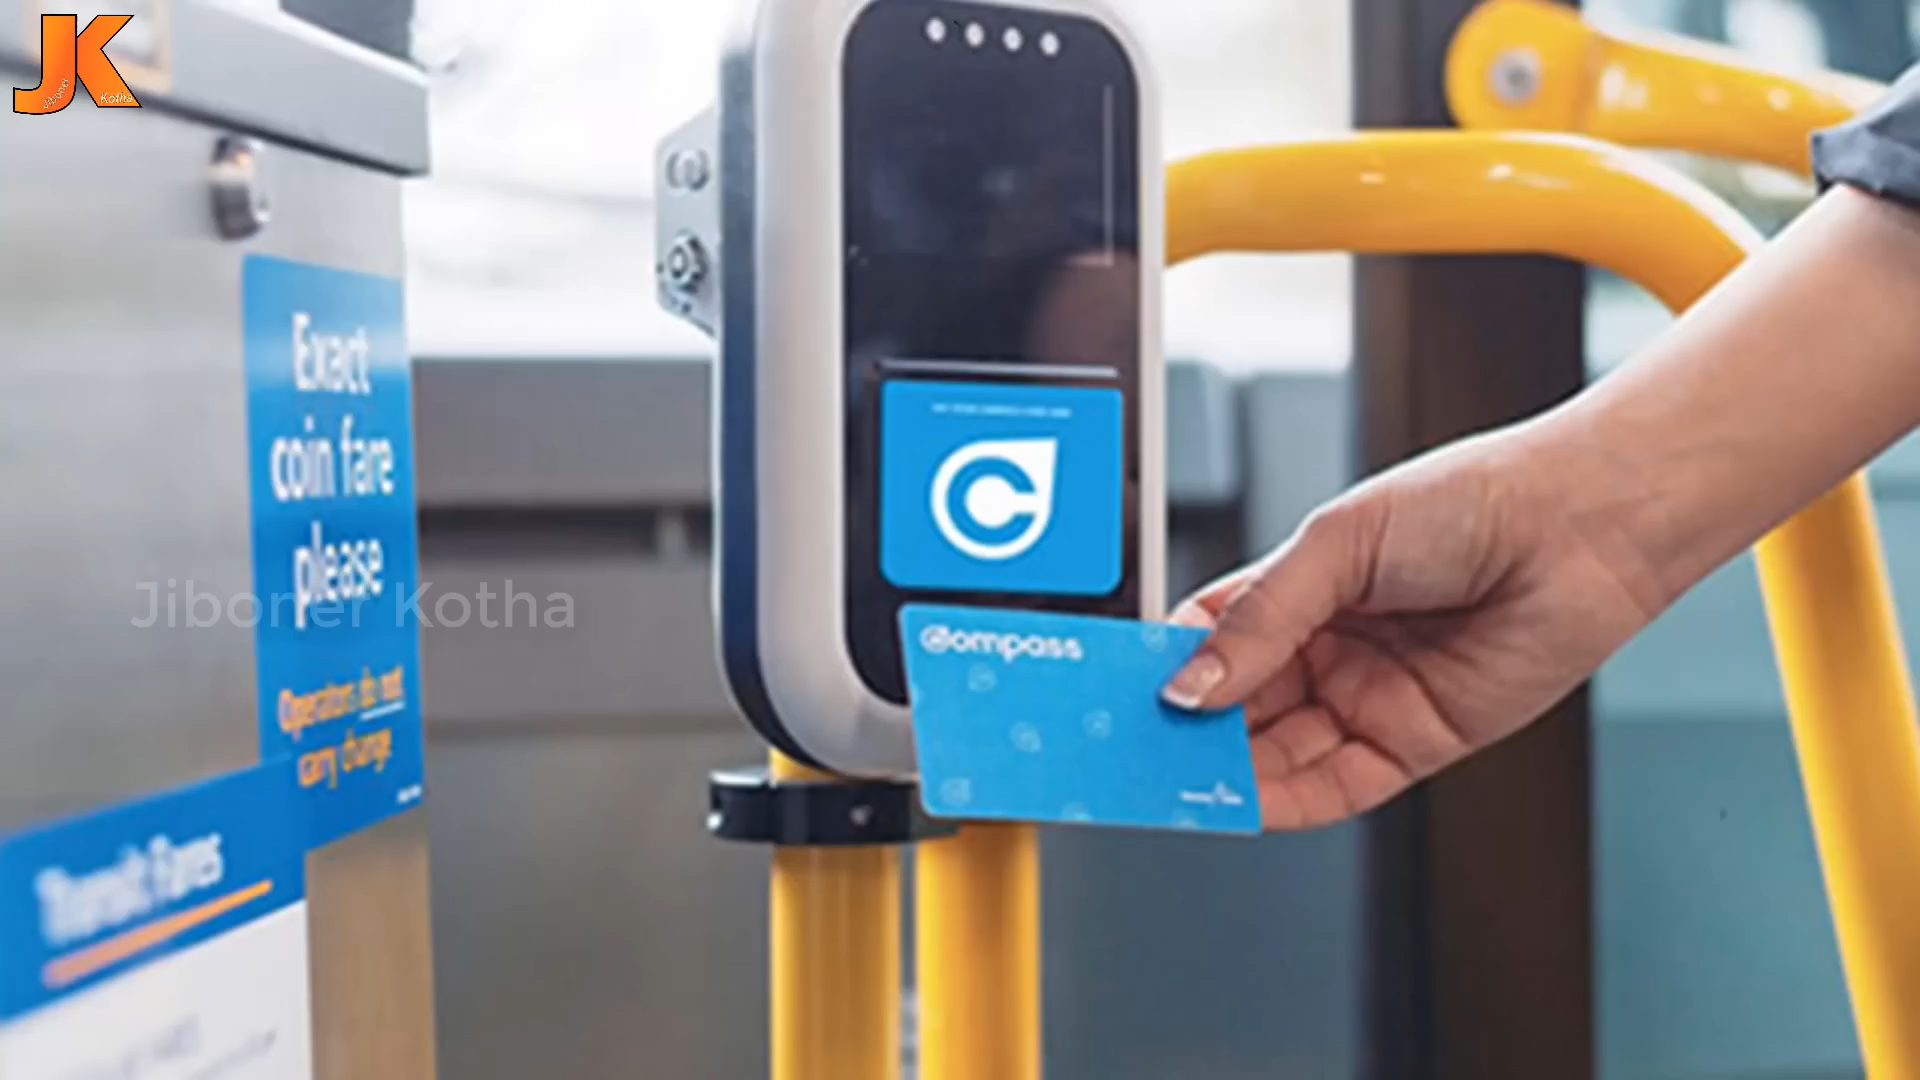 JK
Jiboner Kotha
Exact
coin fare
please
Operators do not
carry change
Jiboner Kotha
Compass
Transit Fares